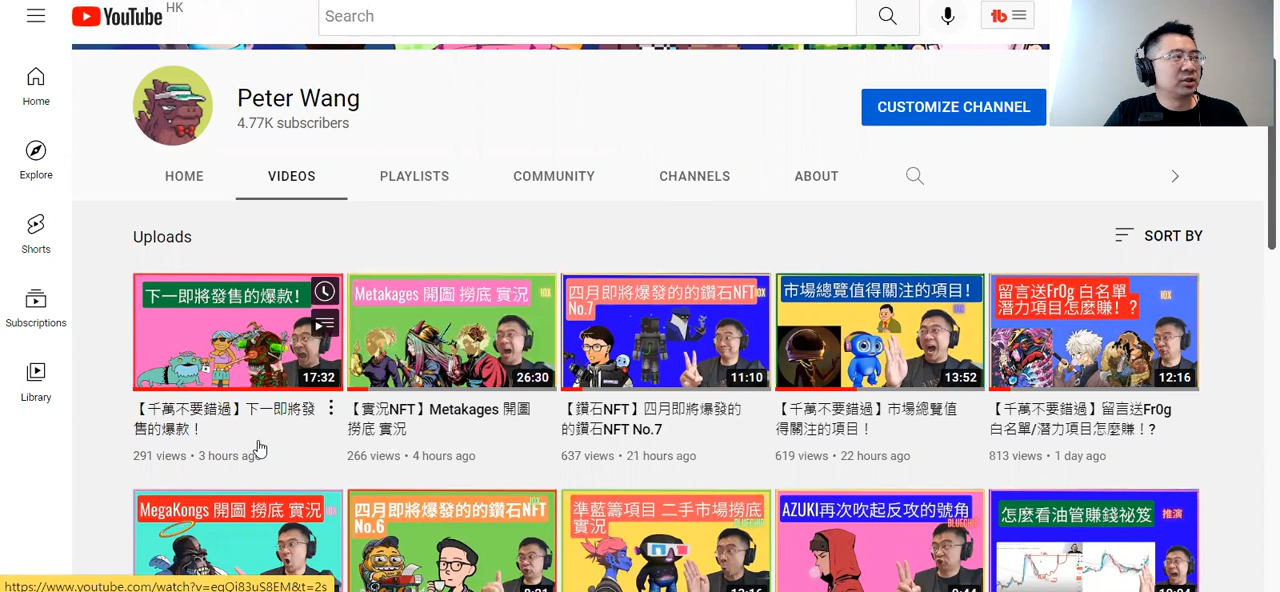 YouTube HK
Search
Home
Explore
Shorts
Subscriptions
Library
Peter Wang
4.77K subscribers
CUSTOMIZE CHANNEL
HOME
VIDEOS
PLAYLISTS
COMMUNITY
CHANNELS
ABOUT
Uploads
SORT BY
下一即將發售的爆款!
17:32
【千萬不要錯過】下一即將發
售的爆款！
291 views • 3 hours ago
Metakages 開圖 撈底 實況
10X
26:30
【實況NFT】Metakages 開圖
撈底 實況
266 views • 4 hours ago
四月即將爆發的的鑽石NFT
No.7
10X
11:10
【鑽石NFT】四月即將爆發的
的鑽石NFT No.7
637 views • 21 hours ago
市場總覽值得關注的項目!
10X
13:52
【千萬不要錯過】市場總覽值
得關注的項目！
619 views • 22 hours ago
留言送Fr0g 白名單
潛力項目怎麼賺! ?
10X
12:16
【千萬不要錯過】留言送Fr0g
白名單/潛力項目怎麼賺！?
813 views • 1 day ago
MegaKongs 開圖 撈底 實況
四月即將爆發的的鑽石NFT
No.6
10X
準藍籌項目 二手市場撈底
實況
AZUKI再次吹起反攻的號角
怎麼看油管賺錢祕笈
推演
https://www.youtube.com/watch?v=eqQi83uS8EM&t=2s